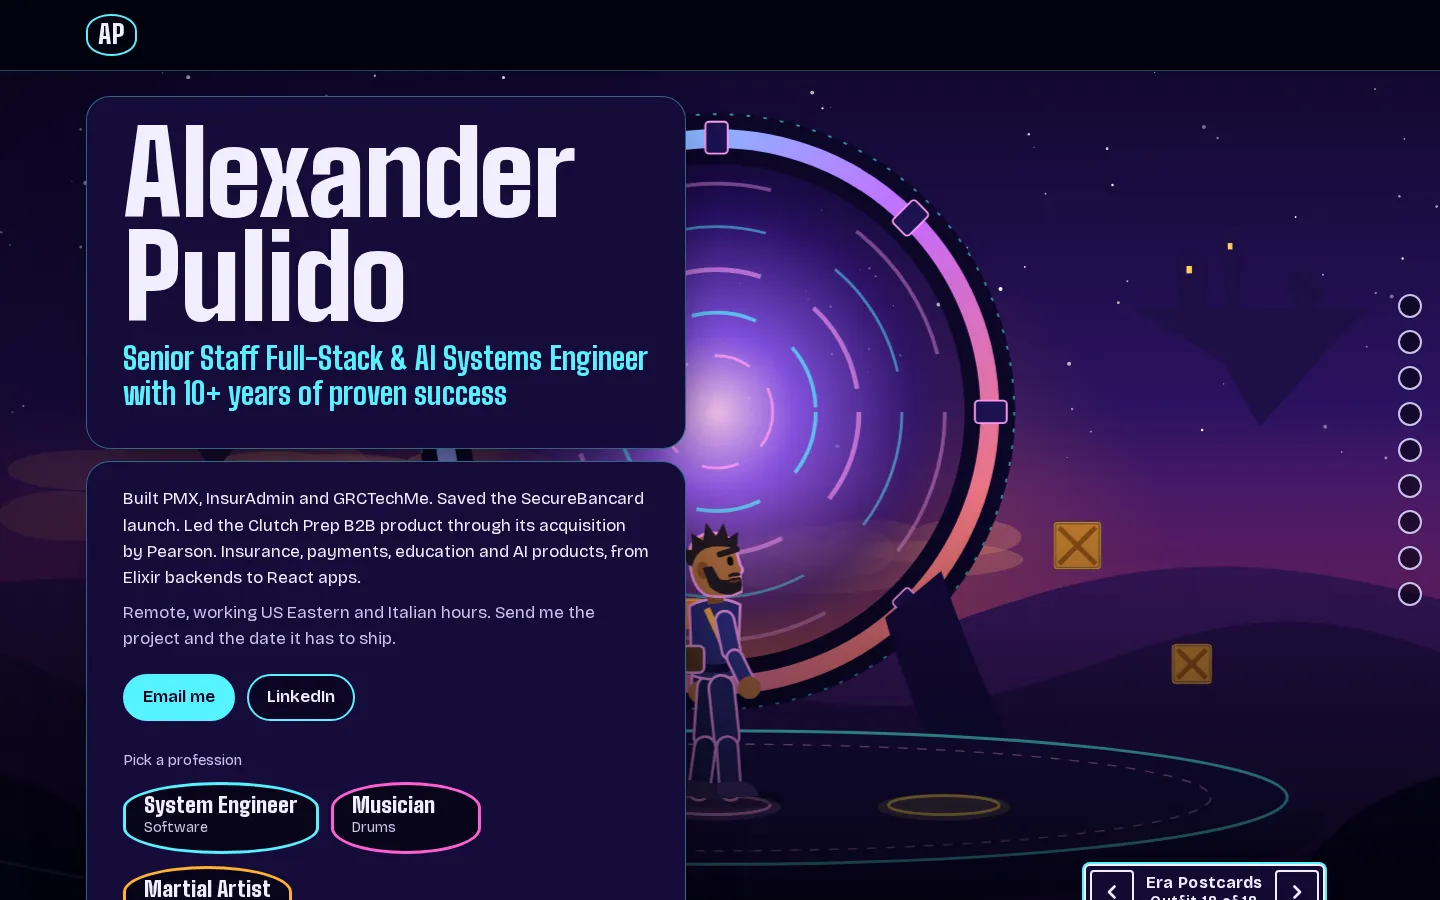 AP
Alexander
Pulido
Senior Staff Full-Stack & AI Systems Engineer
with 10+ years of proven success
Built PMX, InsurAdmin and GRCTechMe. Saved the SecureBancard
launch. Led the Clutch Prep B2B product through its acquisition
by Pearson. Insurance, payments, education and AI products, from
Elixir backends to React apps.
Remote, working US Eastern and Italian hours. Send me the
project and the date it has to ship.
Email me
LinkedIn
Pick a profession
System Engineer
Software
Musician
Drums
Martial Artist
Era Postcards